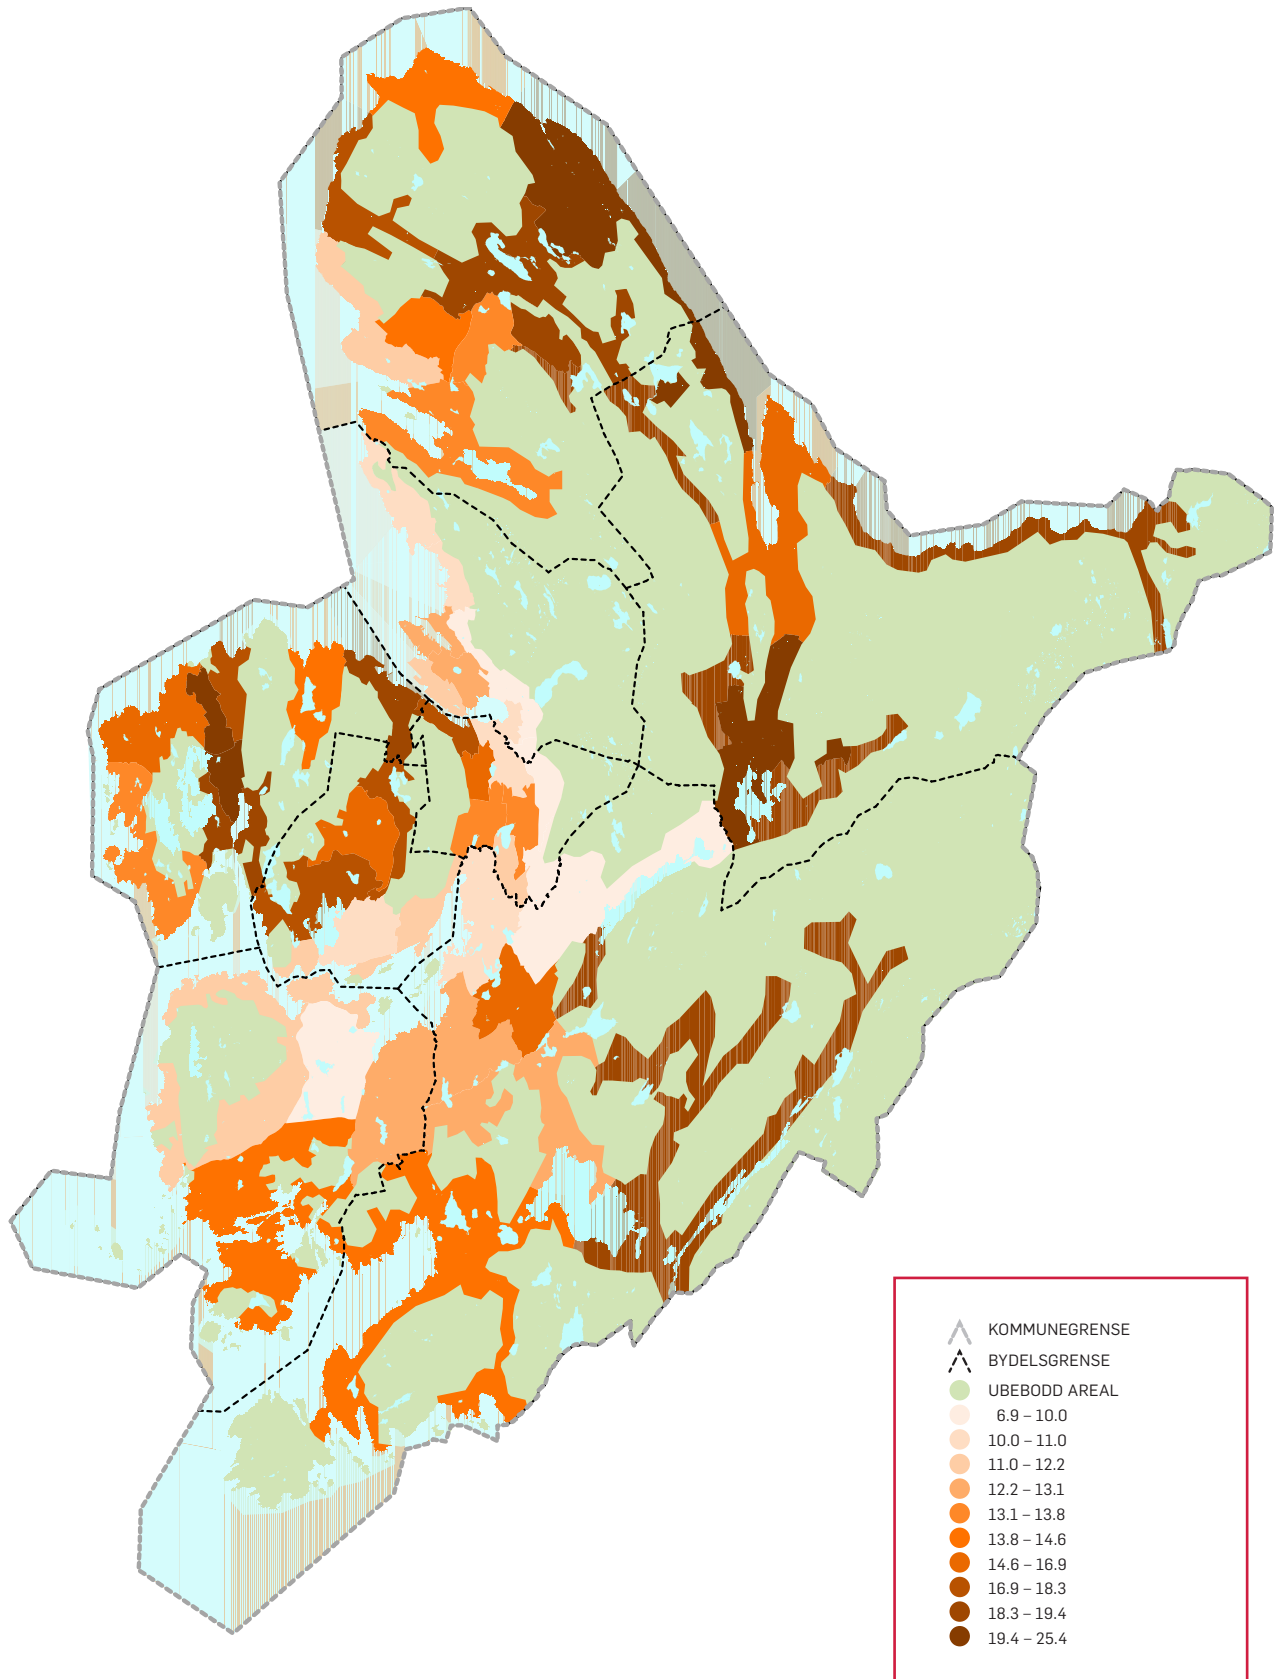 KOMMUNEGRENSE
BYDELSGRENSE
UBEBODD AREAL
6.9 – 10.0
10.0 – 11.0
11.0 – 12.2
12.2 – 13.1
13.1 – 13.8
13.8 – 14.6
14.6 – 16.9
16.9 – 18.3
18.3 – 19.4
19.4 – 25.4